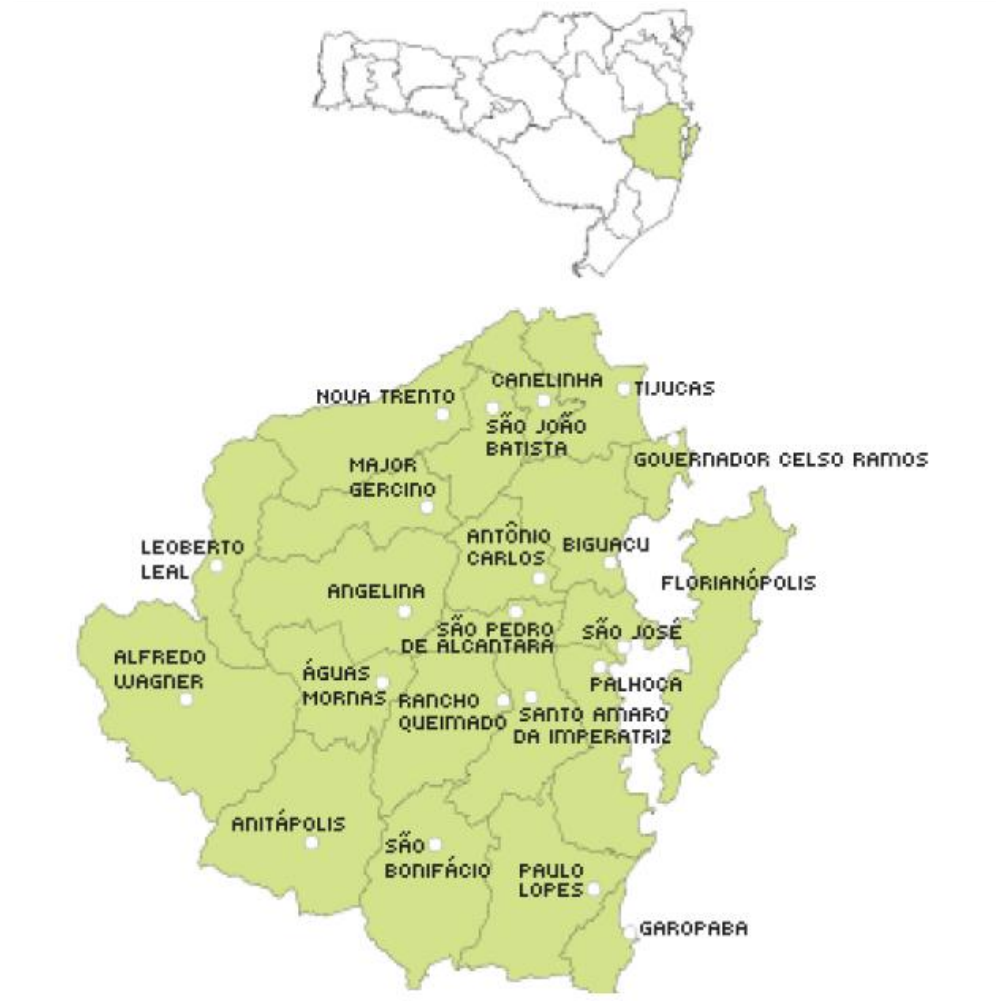 CANELINHA
NOVA TRENTO
TIJUCAS
SÃO JOÃO
BATISTA
GOVERNADOR CELSO RAMOS
MAJOR
GERCINO
ANTÔNIO
CARLOS
BIGUACU
LEOBERTO
LEAL
FLORIANÓPOLIS
ANGELINA
SÃO PEDRO
DE ALCANTARA
SÃO JOSÉ
ALFREDO
WAGNER
ÁGUAS
MORNAS
PALHOCA
RANCHO
QUEIMADO
SANTO AMARO
DA IMPERATRIZ
ANITÁPOLIS
SÃO
BONIFÁCIO
PAULO
LOPES
GAROPABA